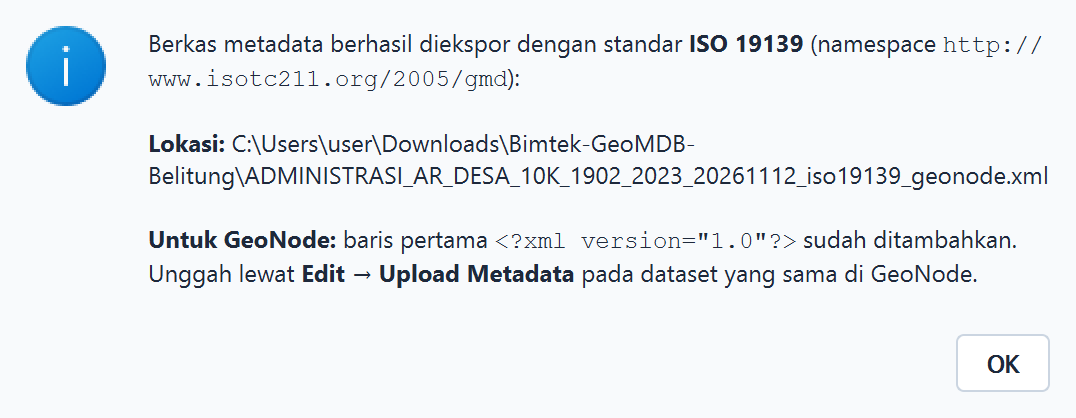 Berkas metadata berhasil diekspor dengan standar ISO 19139 (namespace http://
www.isotc211.org/2005/gmd):
Lokasi: C:\Users\user\Downloads\Bimtek-GeoMDB-
Belitung\ADMINISTRASI_AR_DESA_10K_1902_2023_20261112_iso19139_geonode.xml
Untuk GeoNode: baris pertama <?xml version="1.0"?> sudah ditambahkan.
Unggah lewat Edit → Upload Metadata pada dataset yang sama di GeoNode.
OK